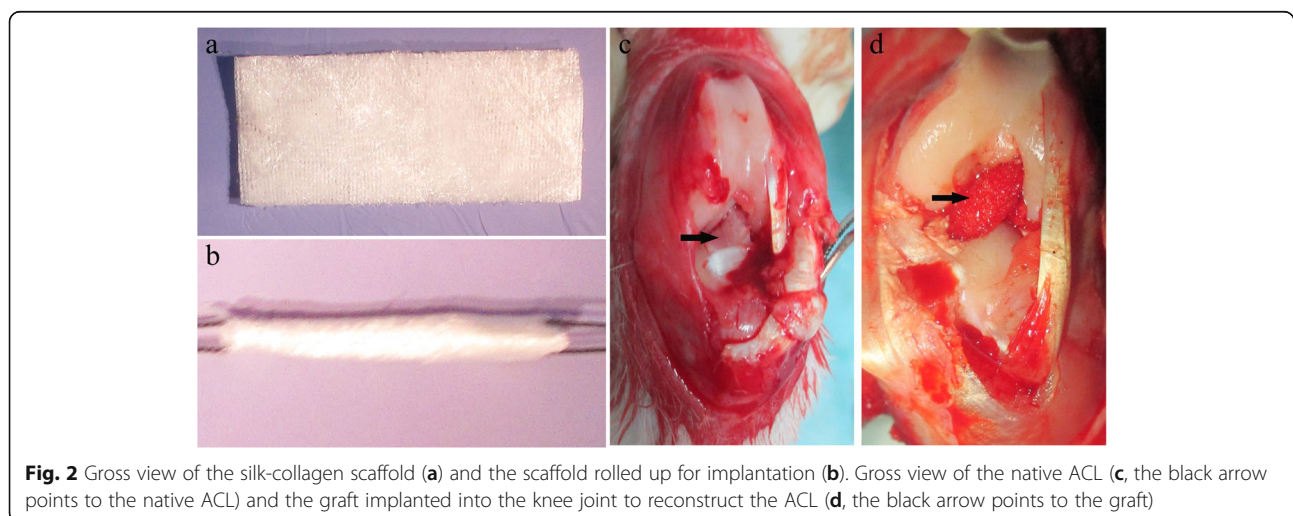 a
b
c
d
Fig. 2 Gross view of the silk-collagen scaffold (a) and the scaffold rolled up for implantation (b). Gross view of the native ACL (c, the black arrow
points to the native ACL) and the graft implanted into the knee joint to reconstruct the ACL (d, the black arrow points to the graft)